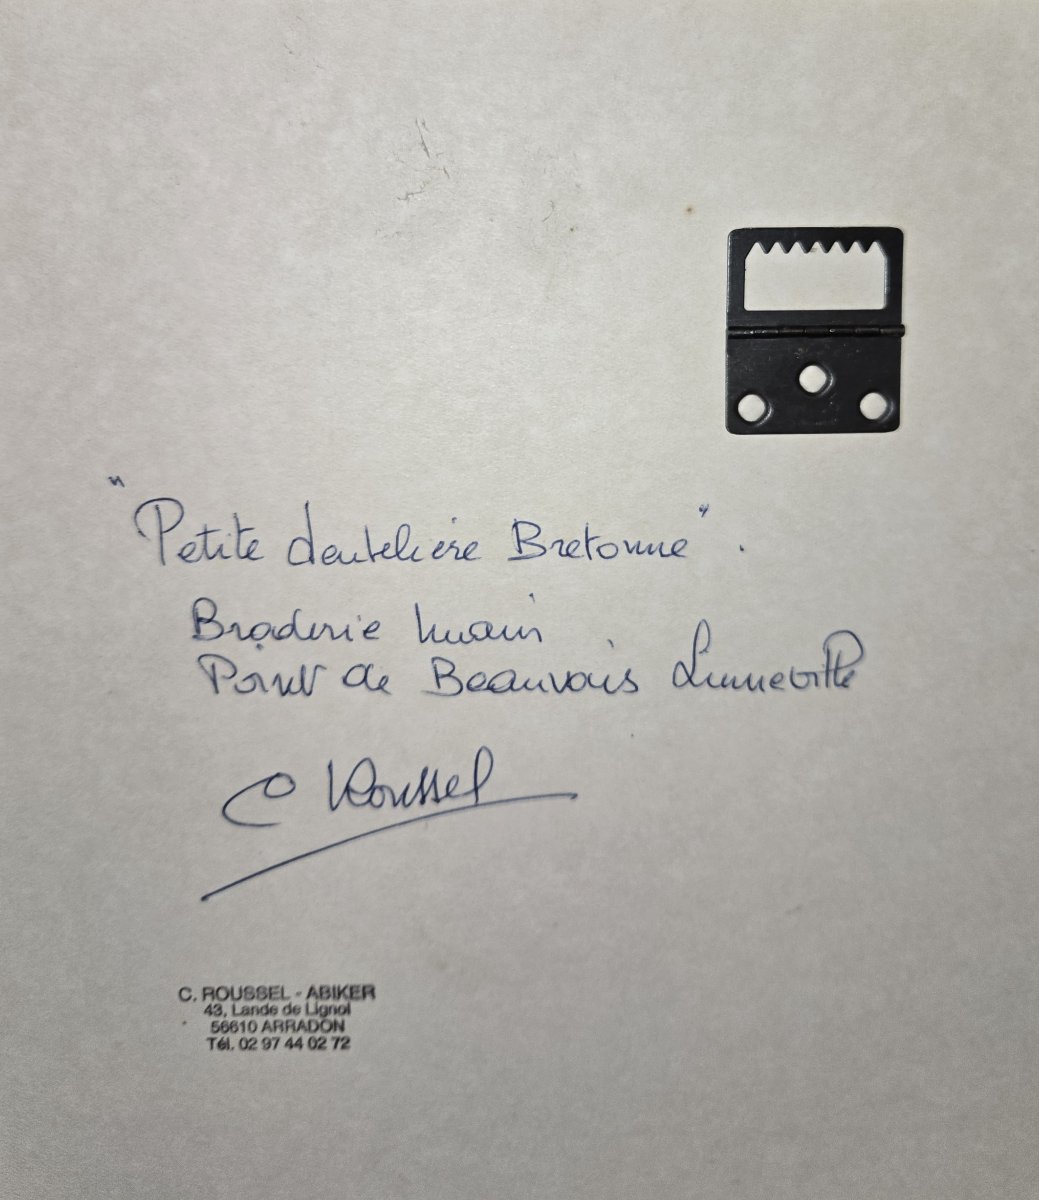 "Petite dentelière Bretonne".
Broderie main
Point de Beauvais Luneville
C Roussel
C. ROUSSEL - ABIKER
43, Lande de Lignol
56610 ARRADON
Tél. 02 97 44 02 72